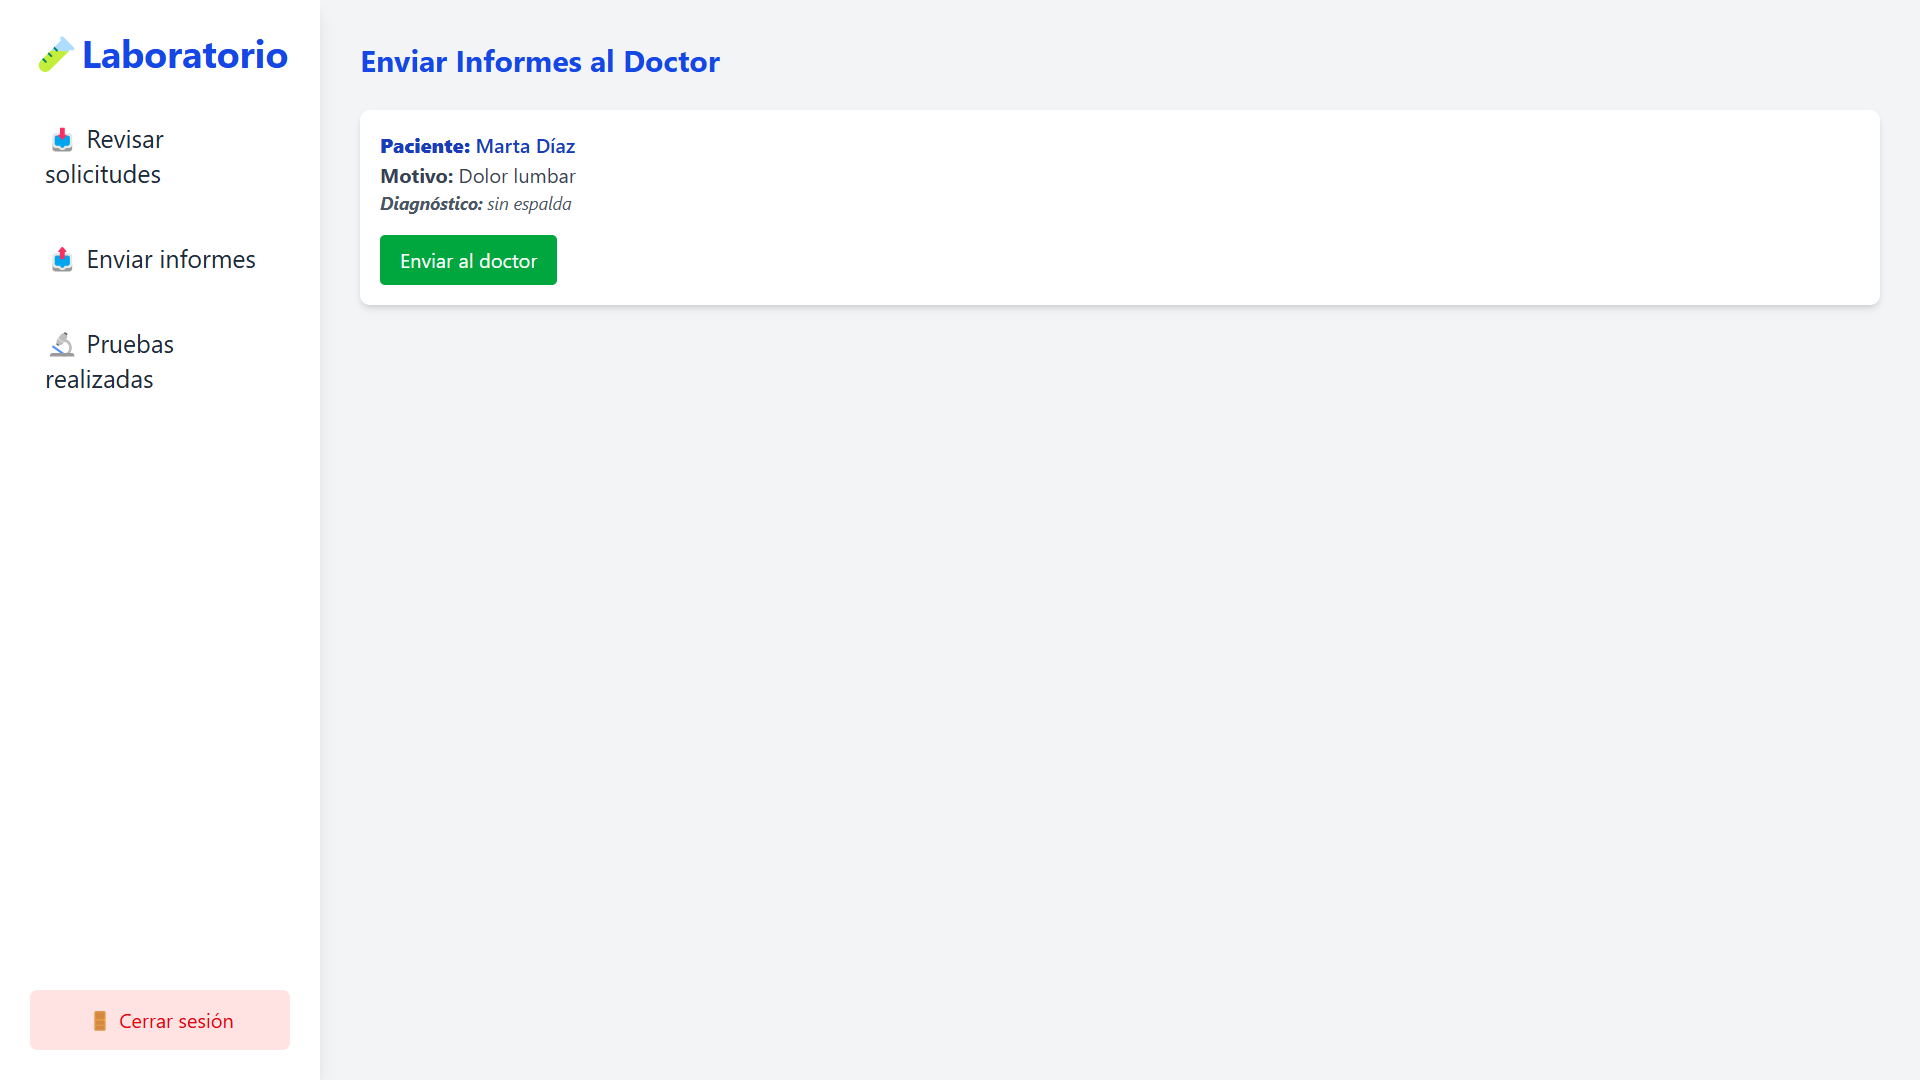 Laboratorio
Revisar
solicitudes
Enviar informes
Pruebas
realizadas
Cerrar sesión
Enviar Informes al Doctor
Paciente: Marta Díaz
Motivo: Dolor lumbar
Diagnóstico: sin espalda
Enviar al doctor